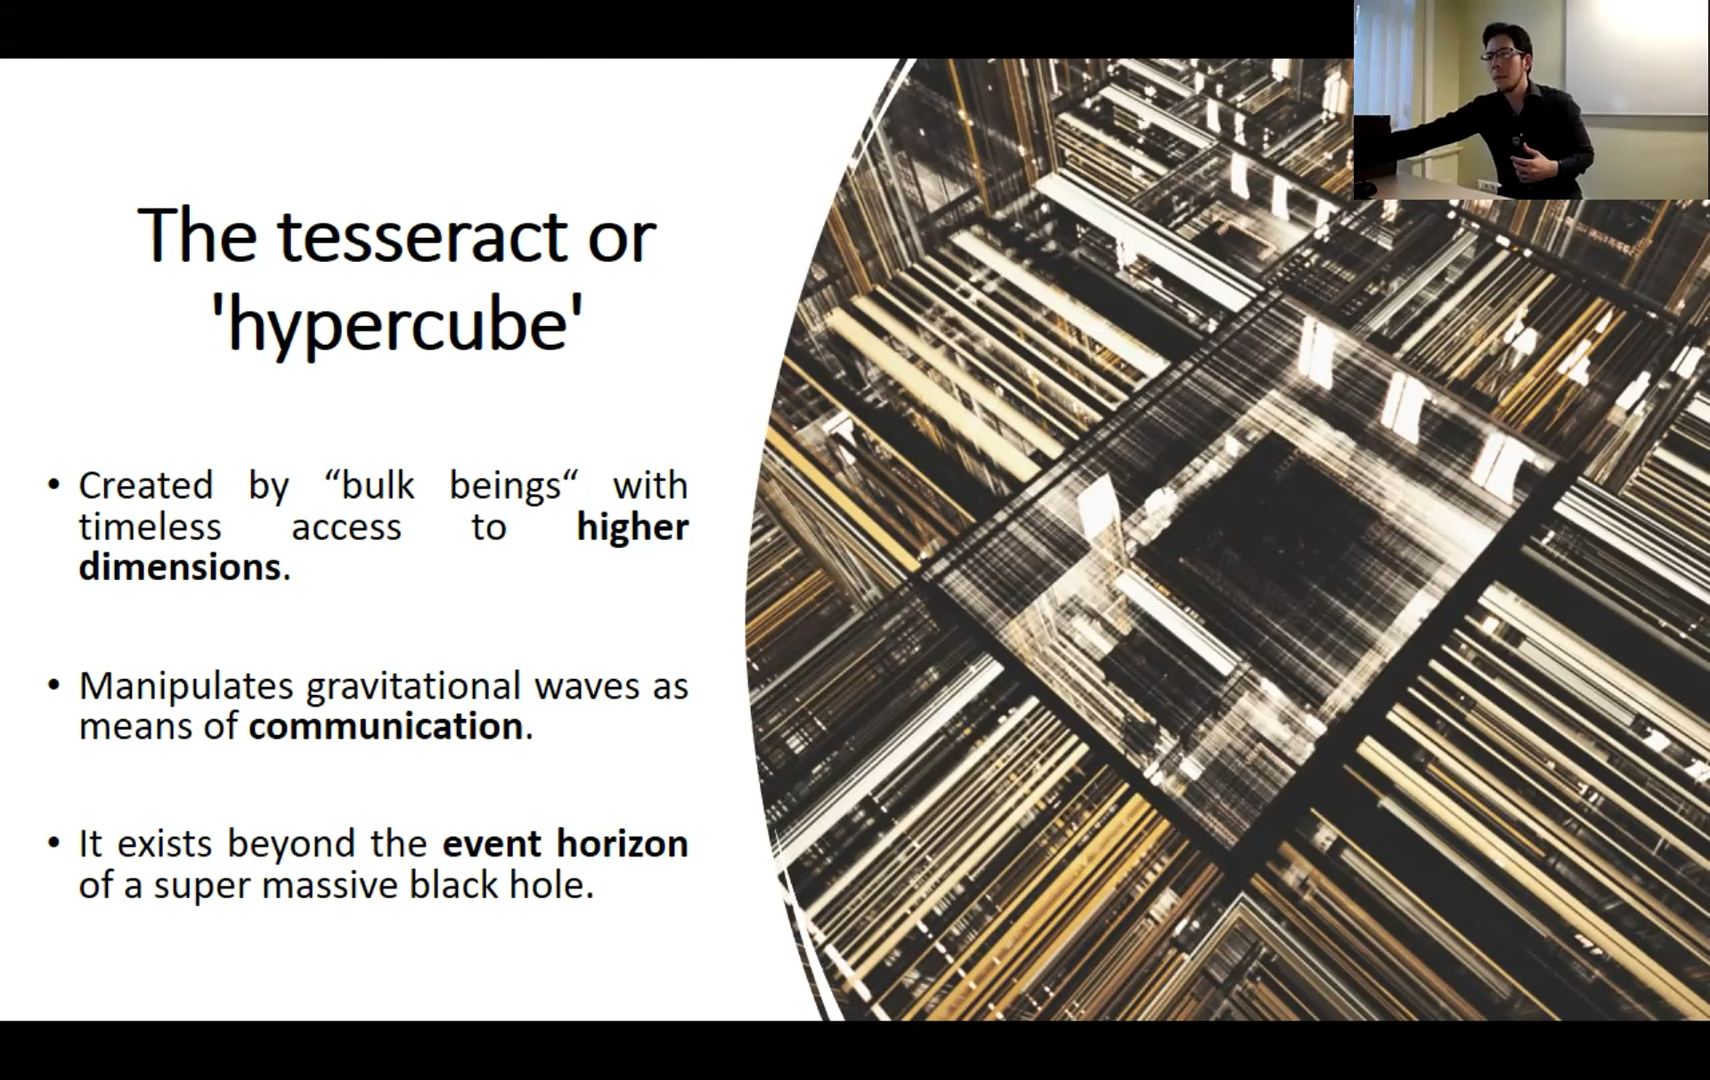 The tesseract or
'hypercube'
• Created by “bulk beings“ with
timeless access to higher
dimensions.
• Manipulates gravitational waves as
means of communication.
• It exists beyond the event horizon
of a super massive black hole.